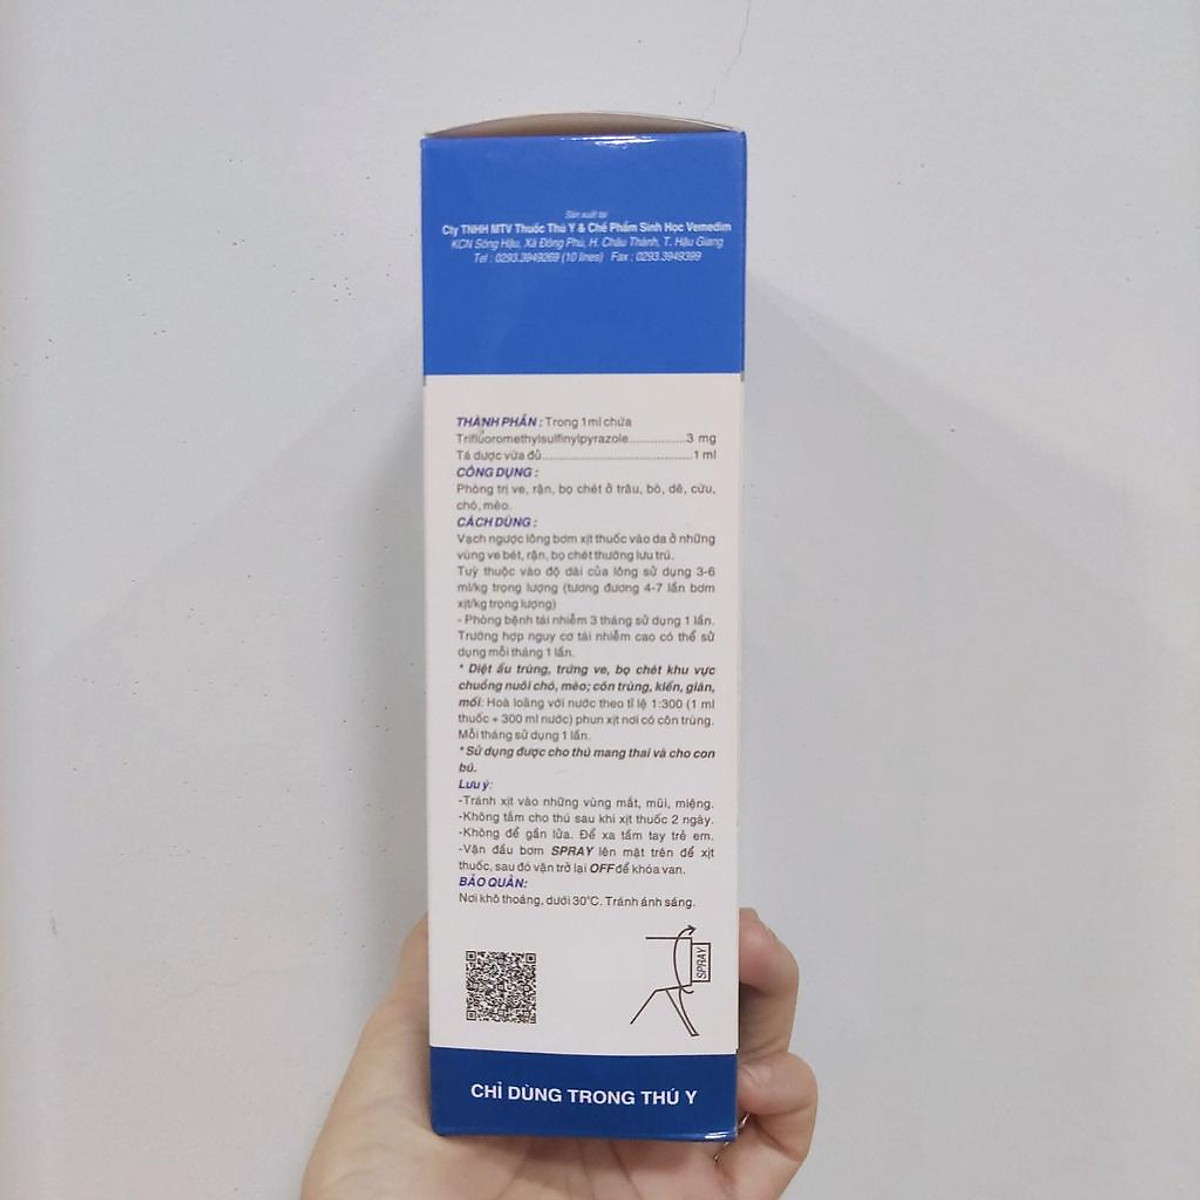 Sản xuất tại
Cty TNHH MTV Thuốc Thú Y & Chế Phẩm Sinh Học Vemedim
KCN Sông Hậu, Xã Đông Phú, H. Châu Thành, T. Hậu Giang
Tel : 0293.3949269 (10 lines) Fax : 0293.3949399
THÀNH PHẦN : Trong 1ml chứa
Trifluoromethylsulfinylpyrazole..................3 mg
Tá dược vừa đủ...............................................1 ml
CÔNG DỤNG :
Phòng trị ve, rận, bọ chét ở trâu, bò, dê, cừu,
chó, mèo.
CÁCH DÙNG :
Vạch ngược lông bơm xịt thuốc vào da ở những
vùng ve bét, rận, bọ chét thường lưu trú.
Tuỳ thuộc vào độ dài của lông sử dụng 3-6
ml/kg trọng lượng (tương đương 4-7 lần bơm
xịt/kg trọng lượng)
- Phòng bệnh tái nhiễm 3 tháng sử dụng 1 lần.
Trường hợp nguy cơ tái nhiễm cao có thể sử
dụng mỗi tháng 1 lần.
* Diệt ấu trùng, trứng ve, bọ chét khu vực
chuồng nuôi chó, mèo; côn trùng, kiến, gián,
mối: Hoà loãng với nước theo tỉ lệ 1:300 (1 ml
thuốc + 300 ml nước) phun xịt nơi có côn trùng.
Mỗi tháng sử dụng 1 lần.
* Sử dụng được cho thú mang thai và cho con
bú.
Lưu ý:
-Tránh xịt vào những vùng mắt, mũi, miệng.
-Không tắm cho thú sau khi xịt thuốc 2 ngày.
-Không để gần lửa. Để xa tầm tay trẻ em.
-Vặn đầu bơm SPRAY lên mặt trên để xịt
thuốc, sau đó vặn trở lại OFF để khóa van.
BẢO QUẢN:
Nơi khô thoáng, dưới 30°C. Tránh ánh sáng.
SPRAY
CHỈ DÙNG TRONG THÚ Y